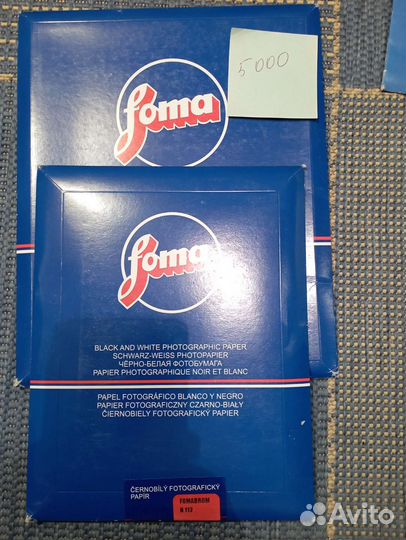 foma
5000
foma
BLACK AND WHITE PHOTOGRAPHIC PAPER
SCHWARZ-WEISS PHOTOPAPIER
ЧЁРНО-БЕЛАЯ ФОТОБУМАГА
PAPIER PHOTOGRAPHIQUE NOIR ET BLANC
PAPEL FOTOGRÁFICO BLANCO Y NEGRO
PAPIER FOTOGRAFICZNY CZARNO-BIAŁY
ČIERNOBIELY FOTOGRAFICKÝ PAPIER
ČERNOBÍLÝ FOTOGRAFICKÝ
PAPÍR
FOMABROM
N 112
Avito